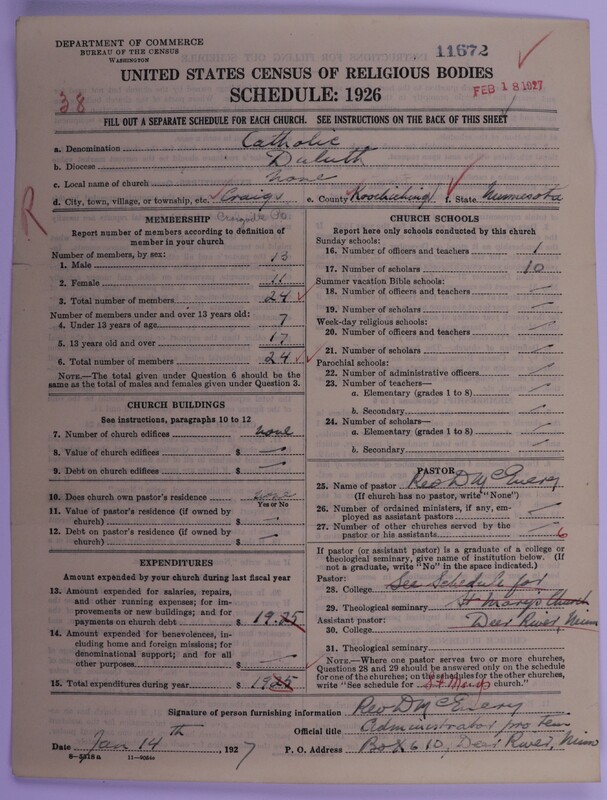 DEPARTMENT OF COMMERCE
BUREAU OF THE CENSUS
WASHINGTON
11672
UNITED STATES CENSUS OF RELIGIOUS BODIES
SCHEDULE: 1926
FEB 18 1927
38
FILL OUT A SEPARATE SCHEDULE FOR EACH CHURCH. SEE INSTRUCTIONS ON THE BACK OF THIS SHEET
a. Denomination Catholic
b. Diocese Duluth
c. Local name of church none
d. City, town, village, or township, etc. Craig e. County Koochiching f. State Minnesota
R
Craigville P.O.
MEMBERSHIP
Report number of members according to definition of
member in your church
Number of members, by sex:
1. Male 13
2. Female 11
3. Total number of members 24
Number of members under and over 13 years old:
4. Under 13 years of age 7
5. 13 years old and over 17
6. Total number of members 24
NOTE.—The total given under Question 6 should be
the same as the total of males and females given under Question 3.
CHURCH BUILDINGS
See instructions, paragraphs 10 to 12
7. Number of church edifices none
8. Value of church edifices $ —
9. Debt on church edifices $ —
10. Does church own pastor's residence none
Yes or No
11. Value of pastor's residence (if owned by
church) $ —
12. Debt on pastor's residence (if owned by
church) $ —
EXPENDITURES
Amount expended by your church during last fiscal year
13. Amount expended for salaries, repairs,
and other running expenses; for im-
provements or new buildings; and for
payments on church debt $ 19.25
14. Amount expended for benevolences,
including home and foreign missions; for
denominational support; and for all
other purposes $ —
15. Total expenditures during year $ 1925
CHURCH SCHOOLS
Report here only schools conducted by this church
Sunday schools:
16. Number of officers and teachers 1
17. Number of scholars 10
Summer vacation Bible schools:
18. Number of officers and teachers —
19. Number of scholars —
Week-day religious schools:
20. Number of officers and teachers —
21. Number of scholars —
Parochial schools:
22. Number of administrative officers —
23. Number of teachers—
a. Elementary (grades 1 to 8) —
b. Secondary —
24. Number of scholars—
a. Elementary (grades 1 to 8) —
b. Secondary —
PASTOR
25. Name of pastor Rev D McEnery
(If church has no pastor, write "None")
26. Number of ordained ministers, if any, em-
ployed as assistant pastors —
27. Number of other churches served by the
pastor or his assistants 6
If pastor (or assistant pastor) is a graduate of a college or
theological seminary, give name of institution below. (If
not a graduate, write "No" in the space indicated.)
Pastor:
28. College See Schedule for
29. Theological seminary St Mary's Church
Assistant pastor:
30. College Deer River, Minn
31. Theological seminary
NOTE.—Where one pastor serves two or more churches,
Questions 28 and 29 should be answered only on the schedule
for one of the churches; on the schedules for the other churches,
write "See schedule for St Mary's church."
Signature of person furnishing information Rev D McEnery
Official title Administrator pro tem
Date Jan 14th, 1927 P. O. Address Box 610, Deer River, Minn